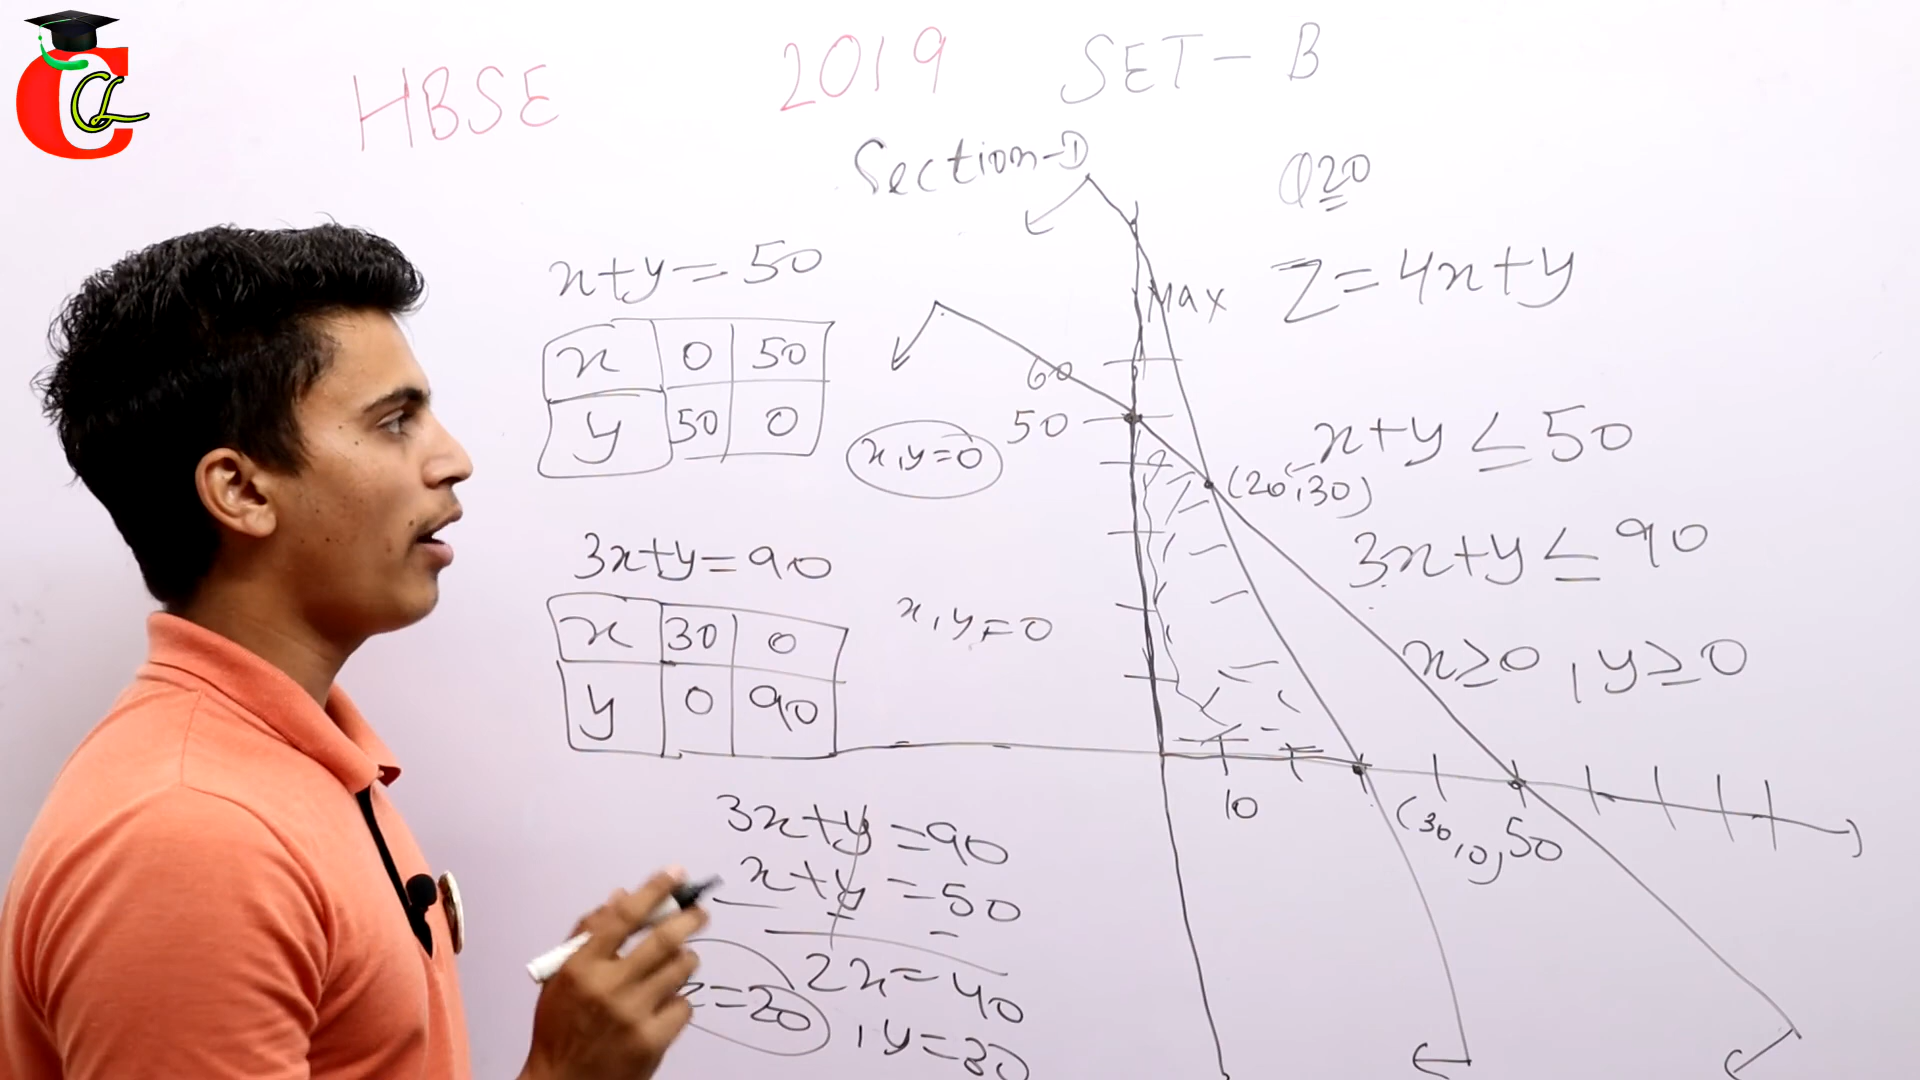 HBSE 2019 SET-B
Section-D Q20
Max Z=4x+y
x+y=50
x 0 50
y 50 0
x,y=0
60
50
(20,30)
x+y≤50
3x+y≤90
x≥0, y≥0
3x+y=90
x 30 0
y 0 90
x,y=0
10
(30,0) 50
3x+y=90
x+y=50
2x=40
=20, y=30